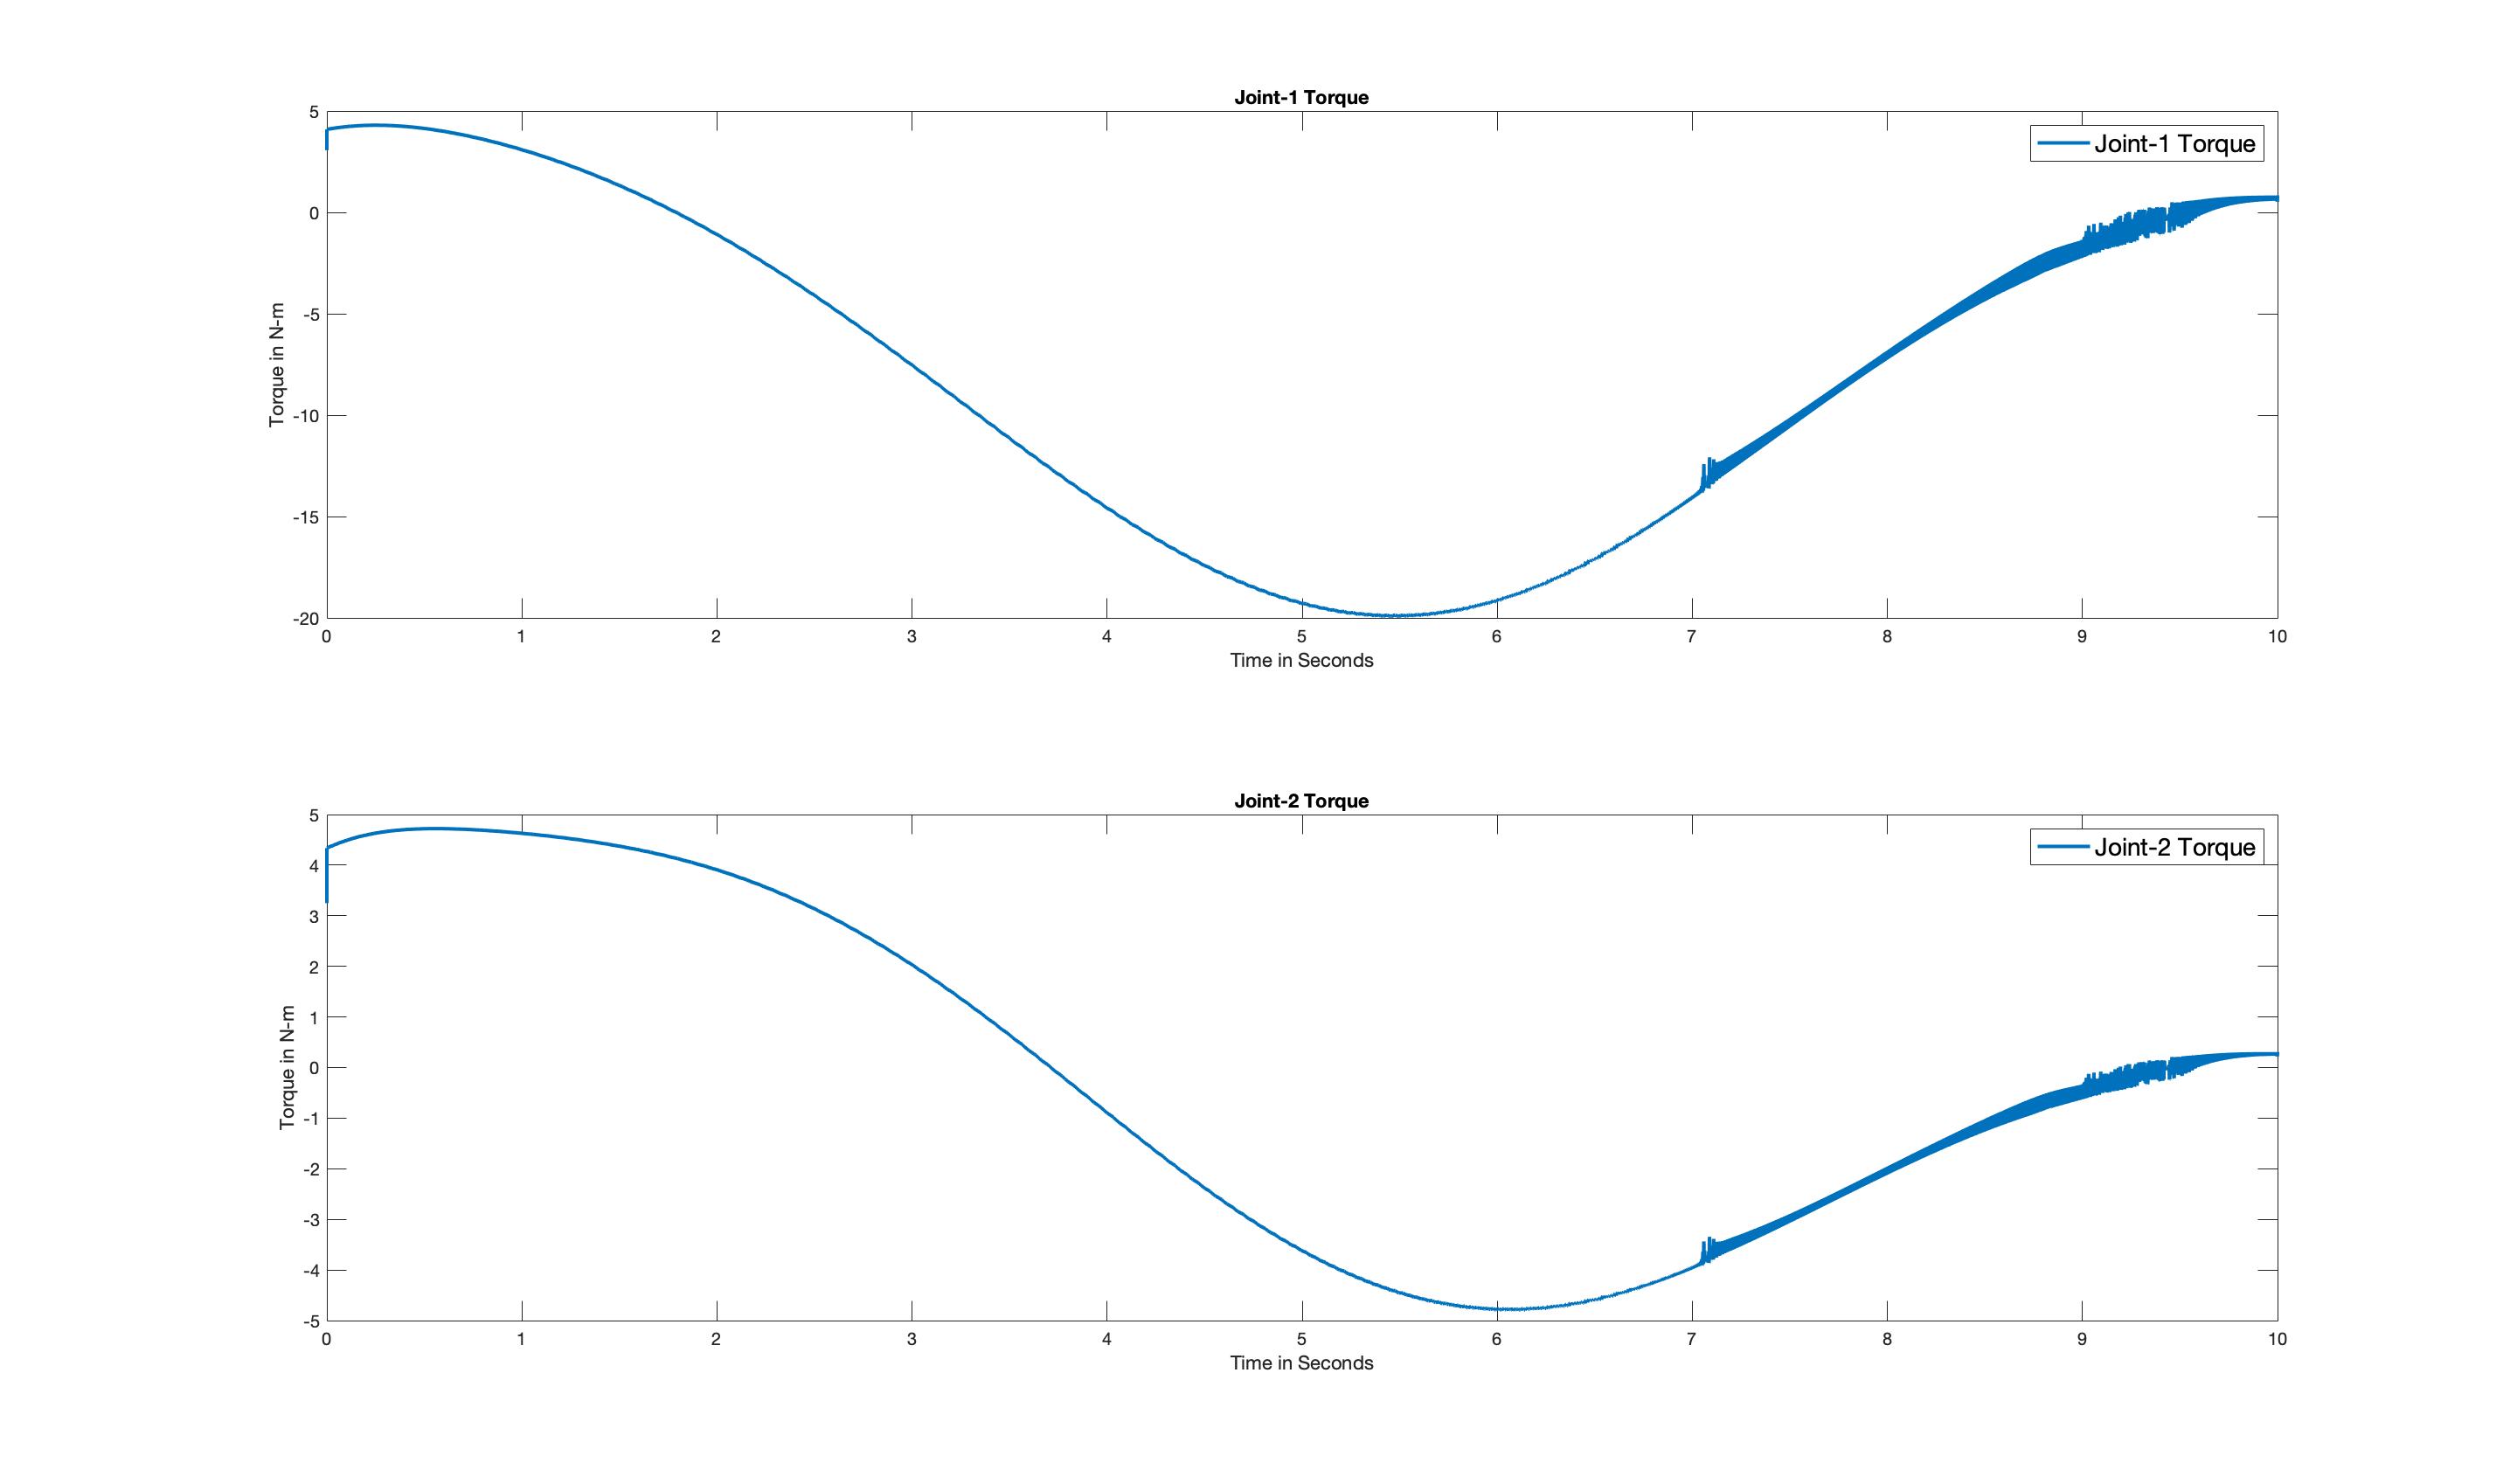 Joint-1 Torque
5
0
-5
-10
-15
-20
Torque in N-m
Joint-1 Torque
0 1 2 3 4 5 6 7 8 9 10
Time in Seconds
Joint-2 Torque
5
4
3
2
1
0
-1
-2
-3
-4
-5
Torque in N-m
Joint-2 Torque
0 1 2 3 4 5 6 7 8 9 10
Time in Seconds